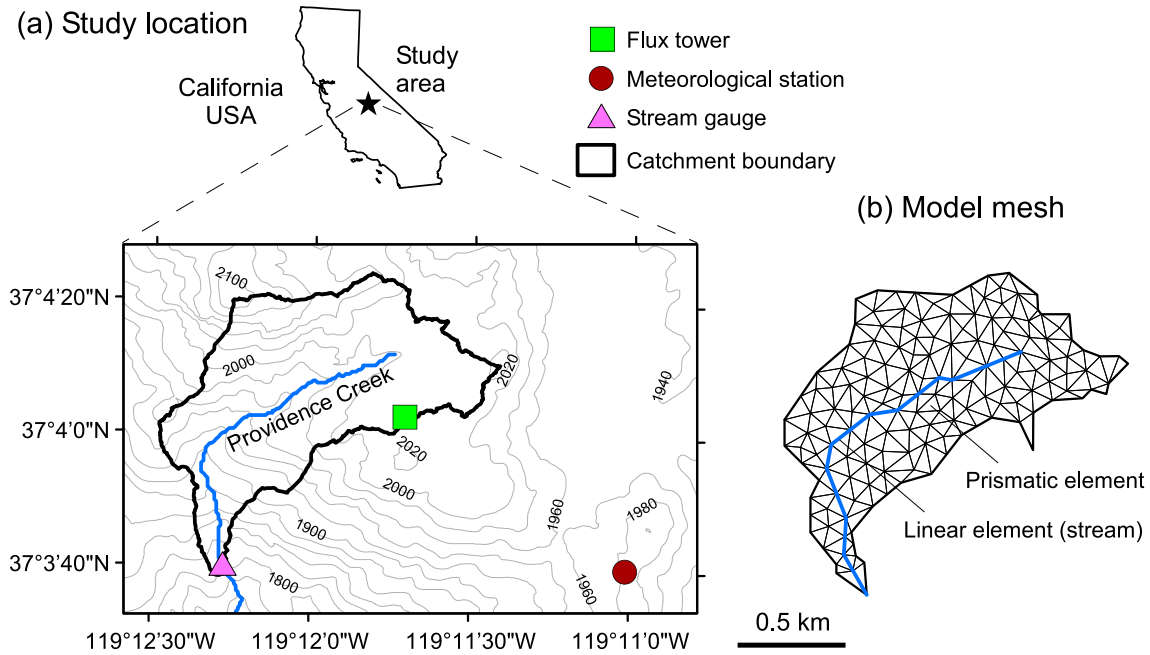 (a) Study location
California
USA
Study
area
Flux tower
Meteorological station
Stream gauge
Catchment boundary
(b) Model mesh
37°4'20"N
37°4'0"N
37°3'40"N
2100
2000
Providence Creek
2020
2020
2000
1900
1800
1940
1960
1980
1960
119°12'30"W
119°12'0"W
119°11'30"W
119°11'0"W
Prismatic element
Linear element (stream)
0.5 km